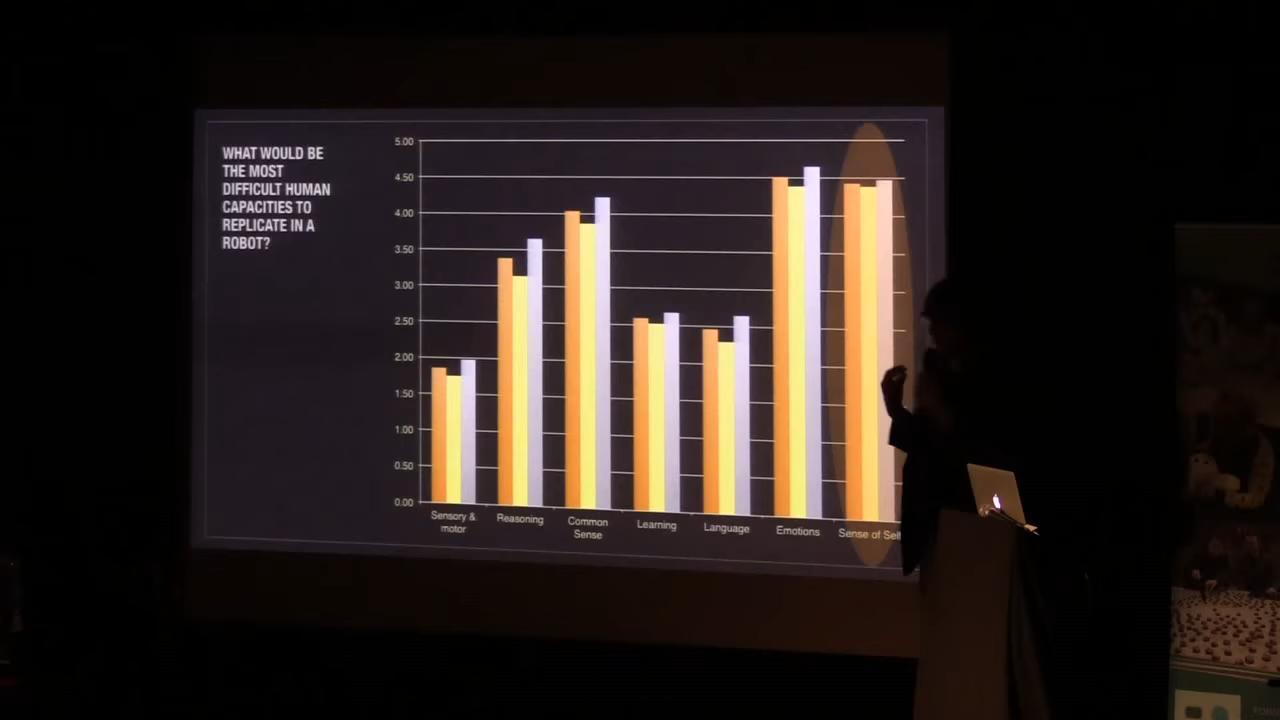 WHAT WOULD BE
THE MOST
DIFFICULT HUMAN
CAPACITIES TO
REPLICATE IN A
ROBOT?
5.00
4.50
4.00
3.50
3.00
2.50
2.00
1.50
1.00
0.50
0.00
Sensory &
motor
Reasoning
Common
Sense
Learning
Language
Emotions
Sense of Self